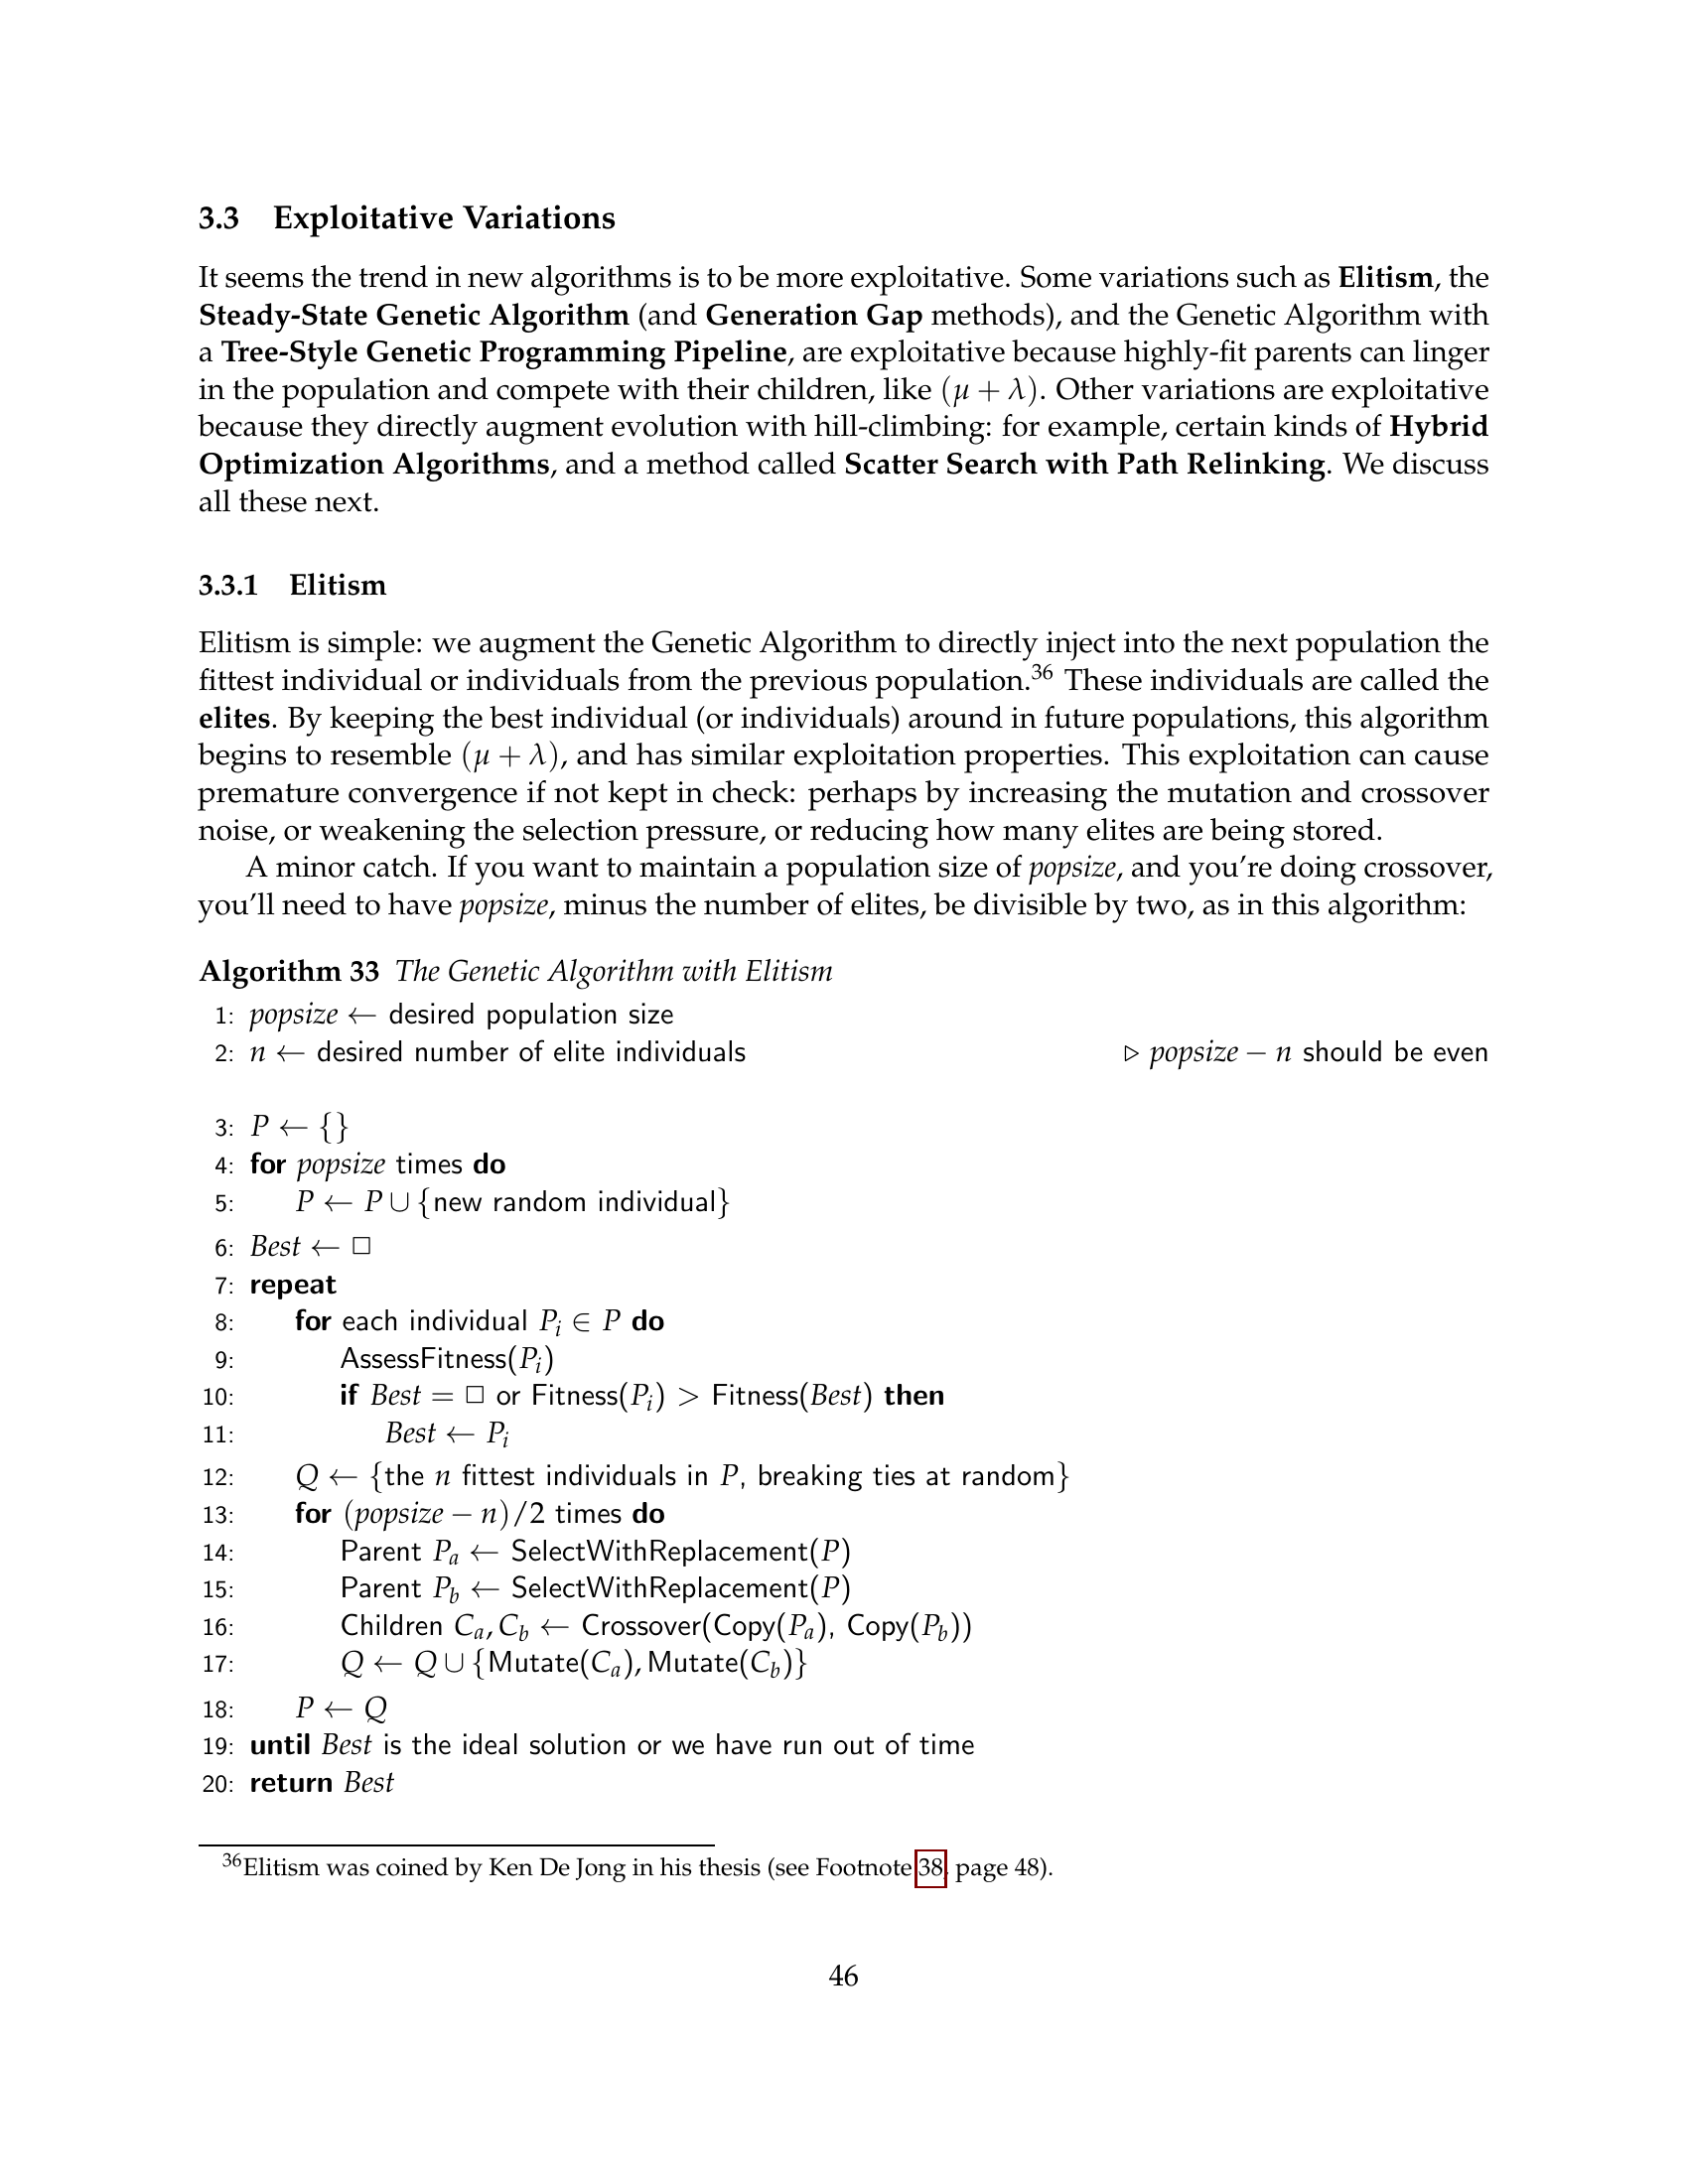 3.3 Exploitative Variations
It seems the trend in new algorithms is to be more exploitative. Some variations such as Elitism, the
Steady-State Genetic Algorithm (and Generation Gap methods), and the Genetic Algorithm with
a Tree-Style Genetic Programming Pipeline, are exploitative because highly-fit parents can linger
in the population and compete with their children, like (μ + λ). Other variations are exploitative
because they directly augment evolution with hill-climbing: for example, certain kinds of Hybrid
Optimization Algorithms, and a method called Scatter Search with Path Relinking. We discuss
all these next.
3.3.1 Elitism
Elitism is simple: we augment the Genetic Algorithm to directly inject into the next population the
fittest individual or individuals from the previous population.³⁶ These individuals are called the
elites. By keeping the best individual (or individuals) around in future populations, this algorithm
begins to resemble (μ + λ), and has similar exploitation properties. This exploitation can cause
premature convergence if not kept in check: perhaps by increasing the mutation and crossover
noise, or weakening the selection pressure, or reducing how many elites are being stored.
A minor catch. If you want to maintain a population size of popsize, and you're doing crossover,
you'll need to have popsize, minus the number of elites, be divisible by two, as in this algorithm:
Algorithm 33 The Genetic Algorithm with Elitism
1: popsize ← desired population size
2: n ← desired number of elite individuals ▷ popsize − n should be even
3: P ← {}
4: for popsize times do
5: P ← P ∪ {new random individual}
6: Best ← □
7: repeat
8: for each individual Pᵢ ∈ P do
9: AssessFitness(Pᵢ)
10: if Best = □ or Fitness(Pᵢ) > Fitness(Best) then
11: Best ← Pᵢ
12: Q ← {the n fittest individuals in P, breaking ties at random}
13: for (popsize − n)/2 times do
14: Parent P_a ← SelectWithReplacement(P)
15: Parent P_b ← SelectWithReplacement(P)
16: Children C_a, C_b ← Crossover(Copy(P_a), Copy(P_b))
17: Q ← Q ∪ {Mutate(C_a), Mutate(C_b)}
18: P ← Q
19: until Best is the ideal solution or we have run out of time
20: return Best
³⁶Elitism was coined by Ken De Jong in his thesis (see Footnote 38, page 48).
46